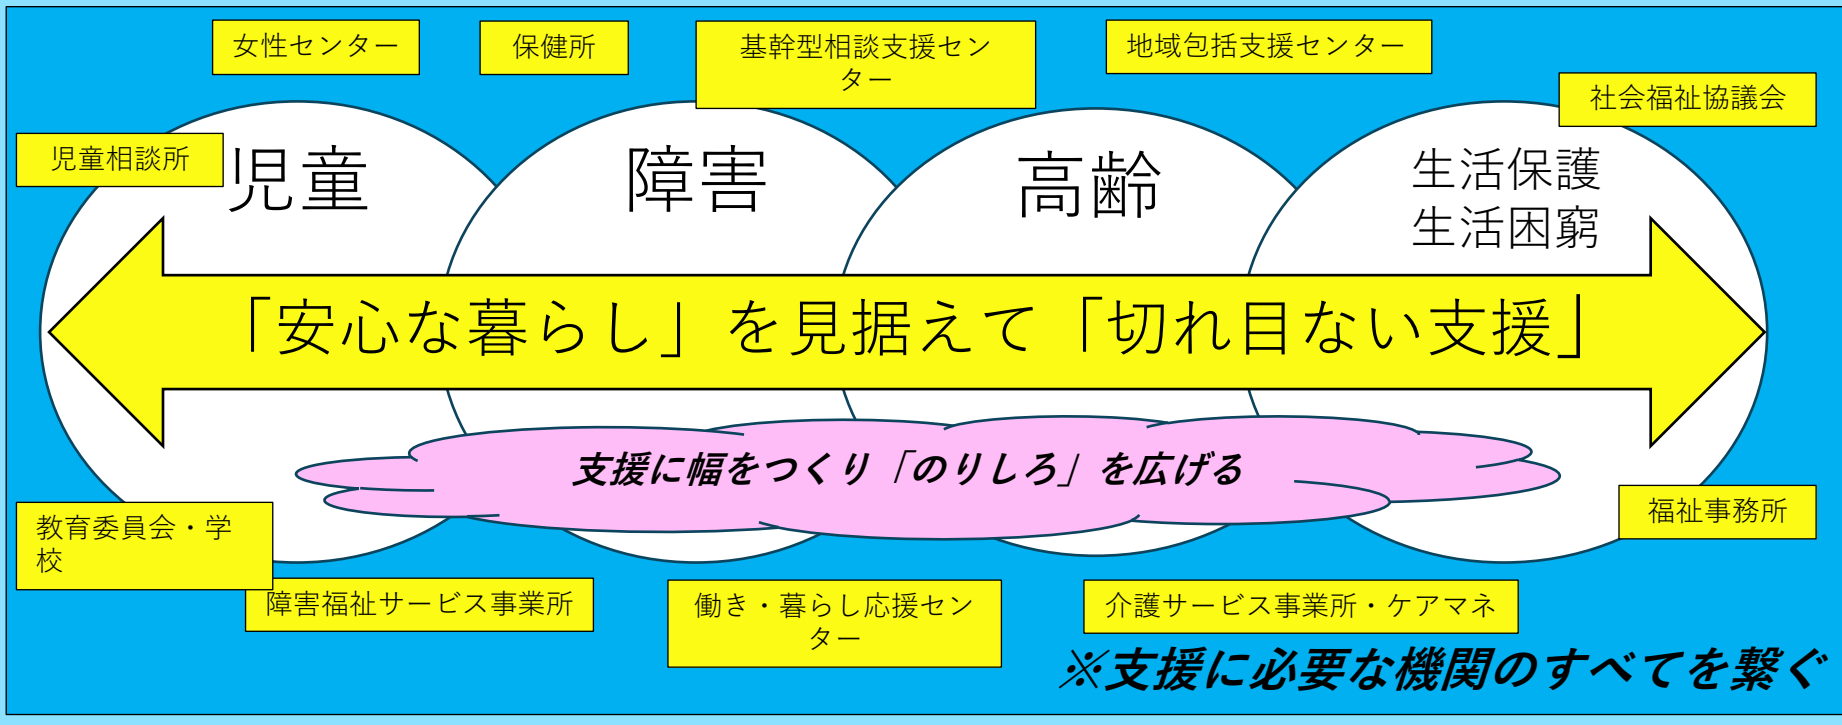 女性センター
保健所
基幹型相談支援セン
ター
地域包括支援センター
社会福祉協議会
児童相談所
児童
障害
高齢
生活保護
生活困窮
「安心な暮らし」を見据えて「切れ目ない支援」
支援に幅をつくり「のりしろ」を広げる
教育委員会・学
校
福祉事務所
障害福祉サービス事業所
働き・暮らし応援セン
ター
介護サービス事業所・ケアマネ
※支援に必要な機関のすべてを繋ぐ